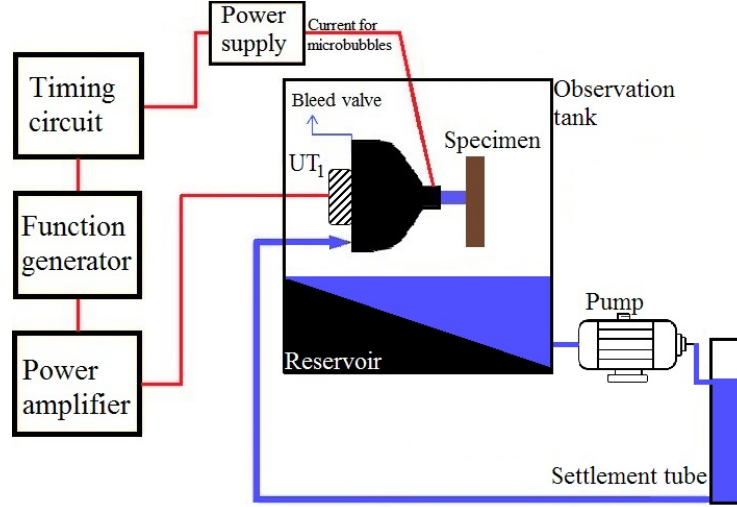 Power
supply
Current for
microbubbles
Timing
circuit
Observation
tank
Bleed valve
Specimen
UT1
Function
generator
Pump
Power
amplifier
Reservoir
Settlement tube